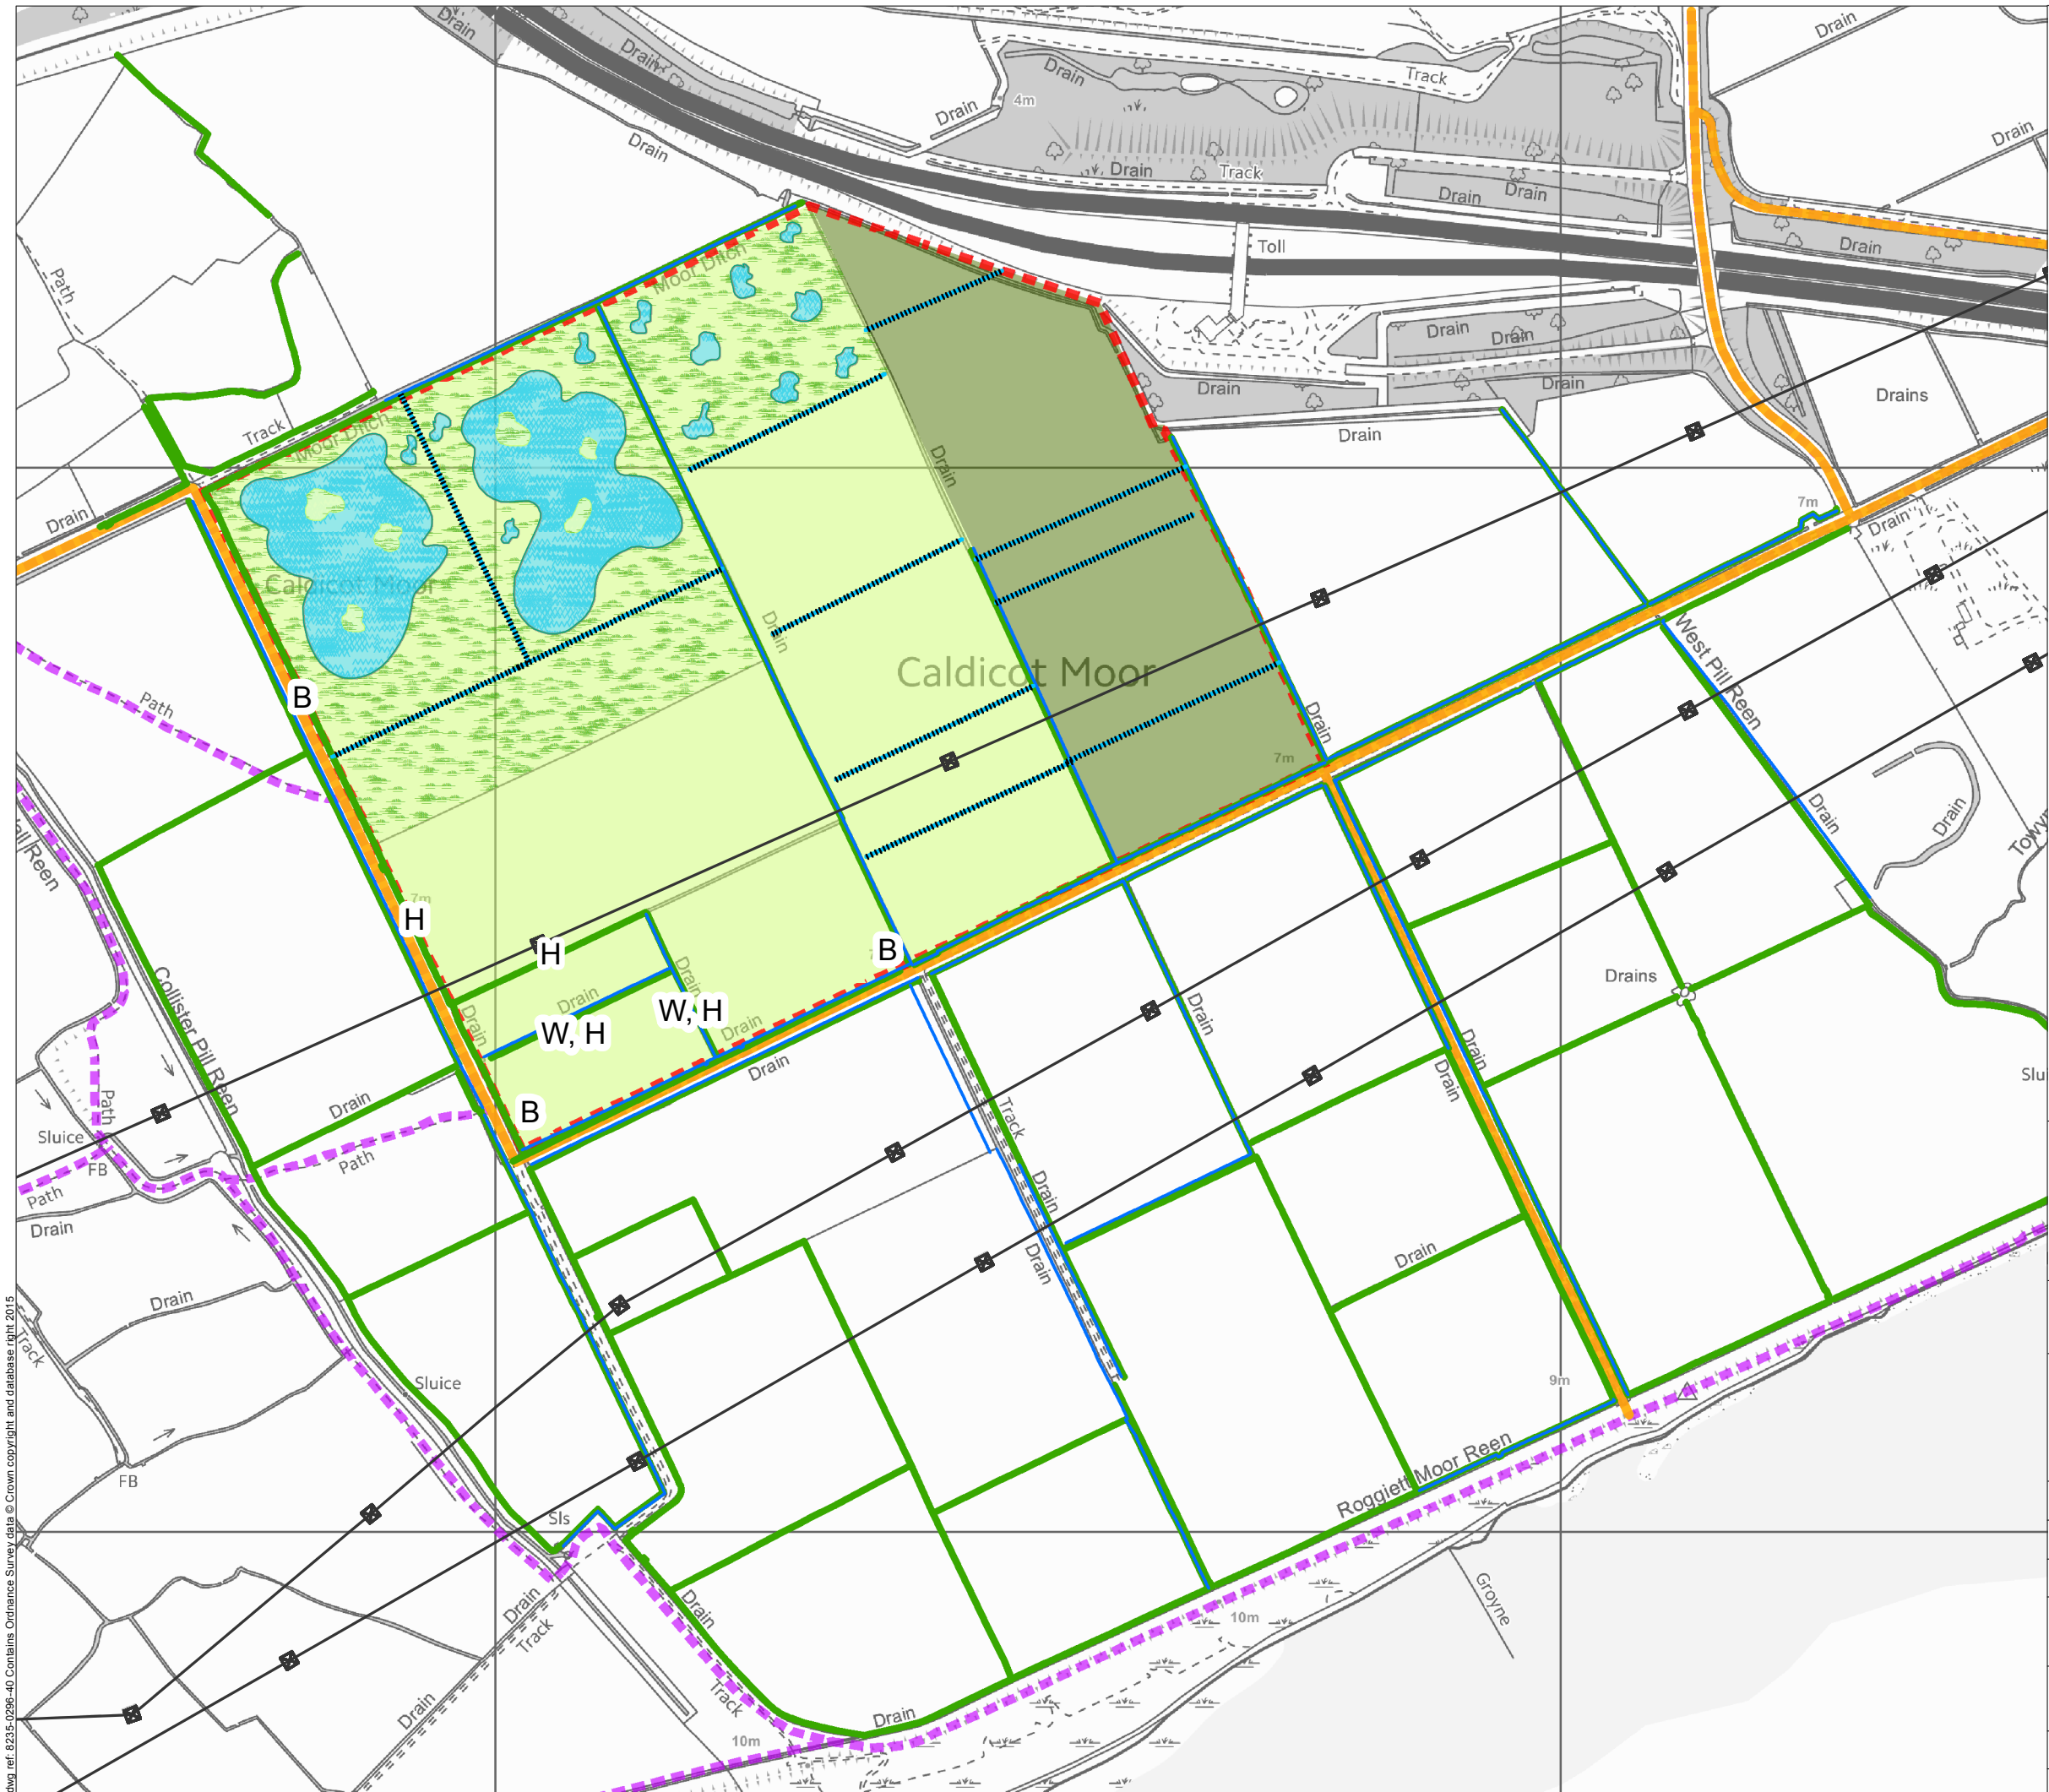 Drain
Drain
Drain
Drain
Track
Drain
4m
Drain
Drain
Drain
Track
Drain
Drain
Drain
Toll
Drain
Path
Moor Ditch
Drain
Drain
Drain
Drain
Drains
Track
Moor Ditch
Drain
Drain
7m
Drain
Drain
Caldicot Moor
Drain
Caldicot Moor
West Pill Reen
B
Path
Drain
7m
Drain
Drain
7m
H
H
B
Drain
Drain
W, H
W, H
Drain
Drain
Drain
Drains
Collister Pill Reen
Drain
Drain
Drain
B
Drain
Track
Path
Sluice
FB
Path
Path
Drain
Drain
Drain
Drain
Drain
Track
Sluice
9m
Roggiett Moor Reen
FB
Sls
Drain
Track
Drain
Groyne
10m
Drain
Track
Drain
10m
dwg ref: 8235-0296-40 Contains Ordnance Survey data © Crown copyright and database right 2015